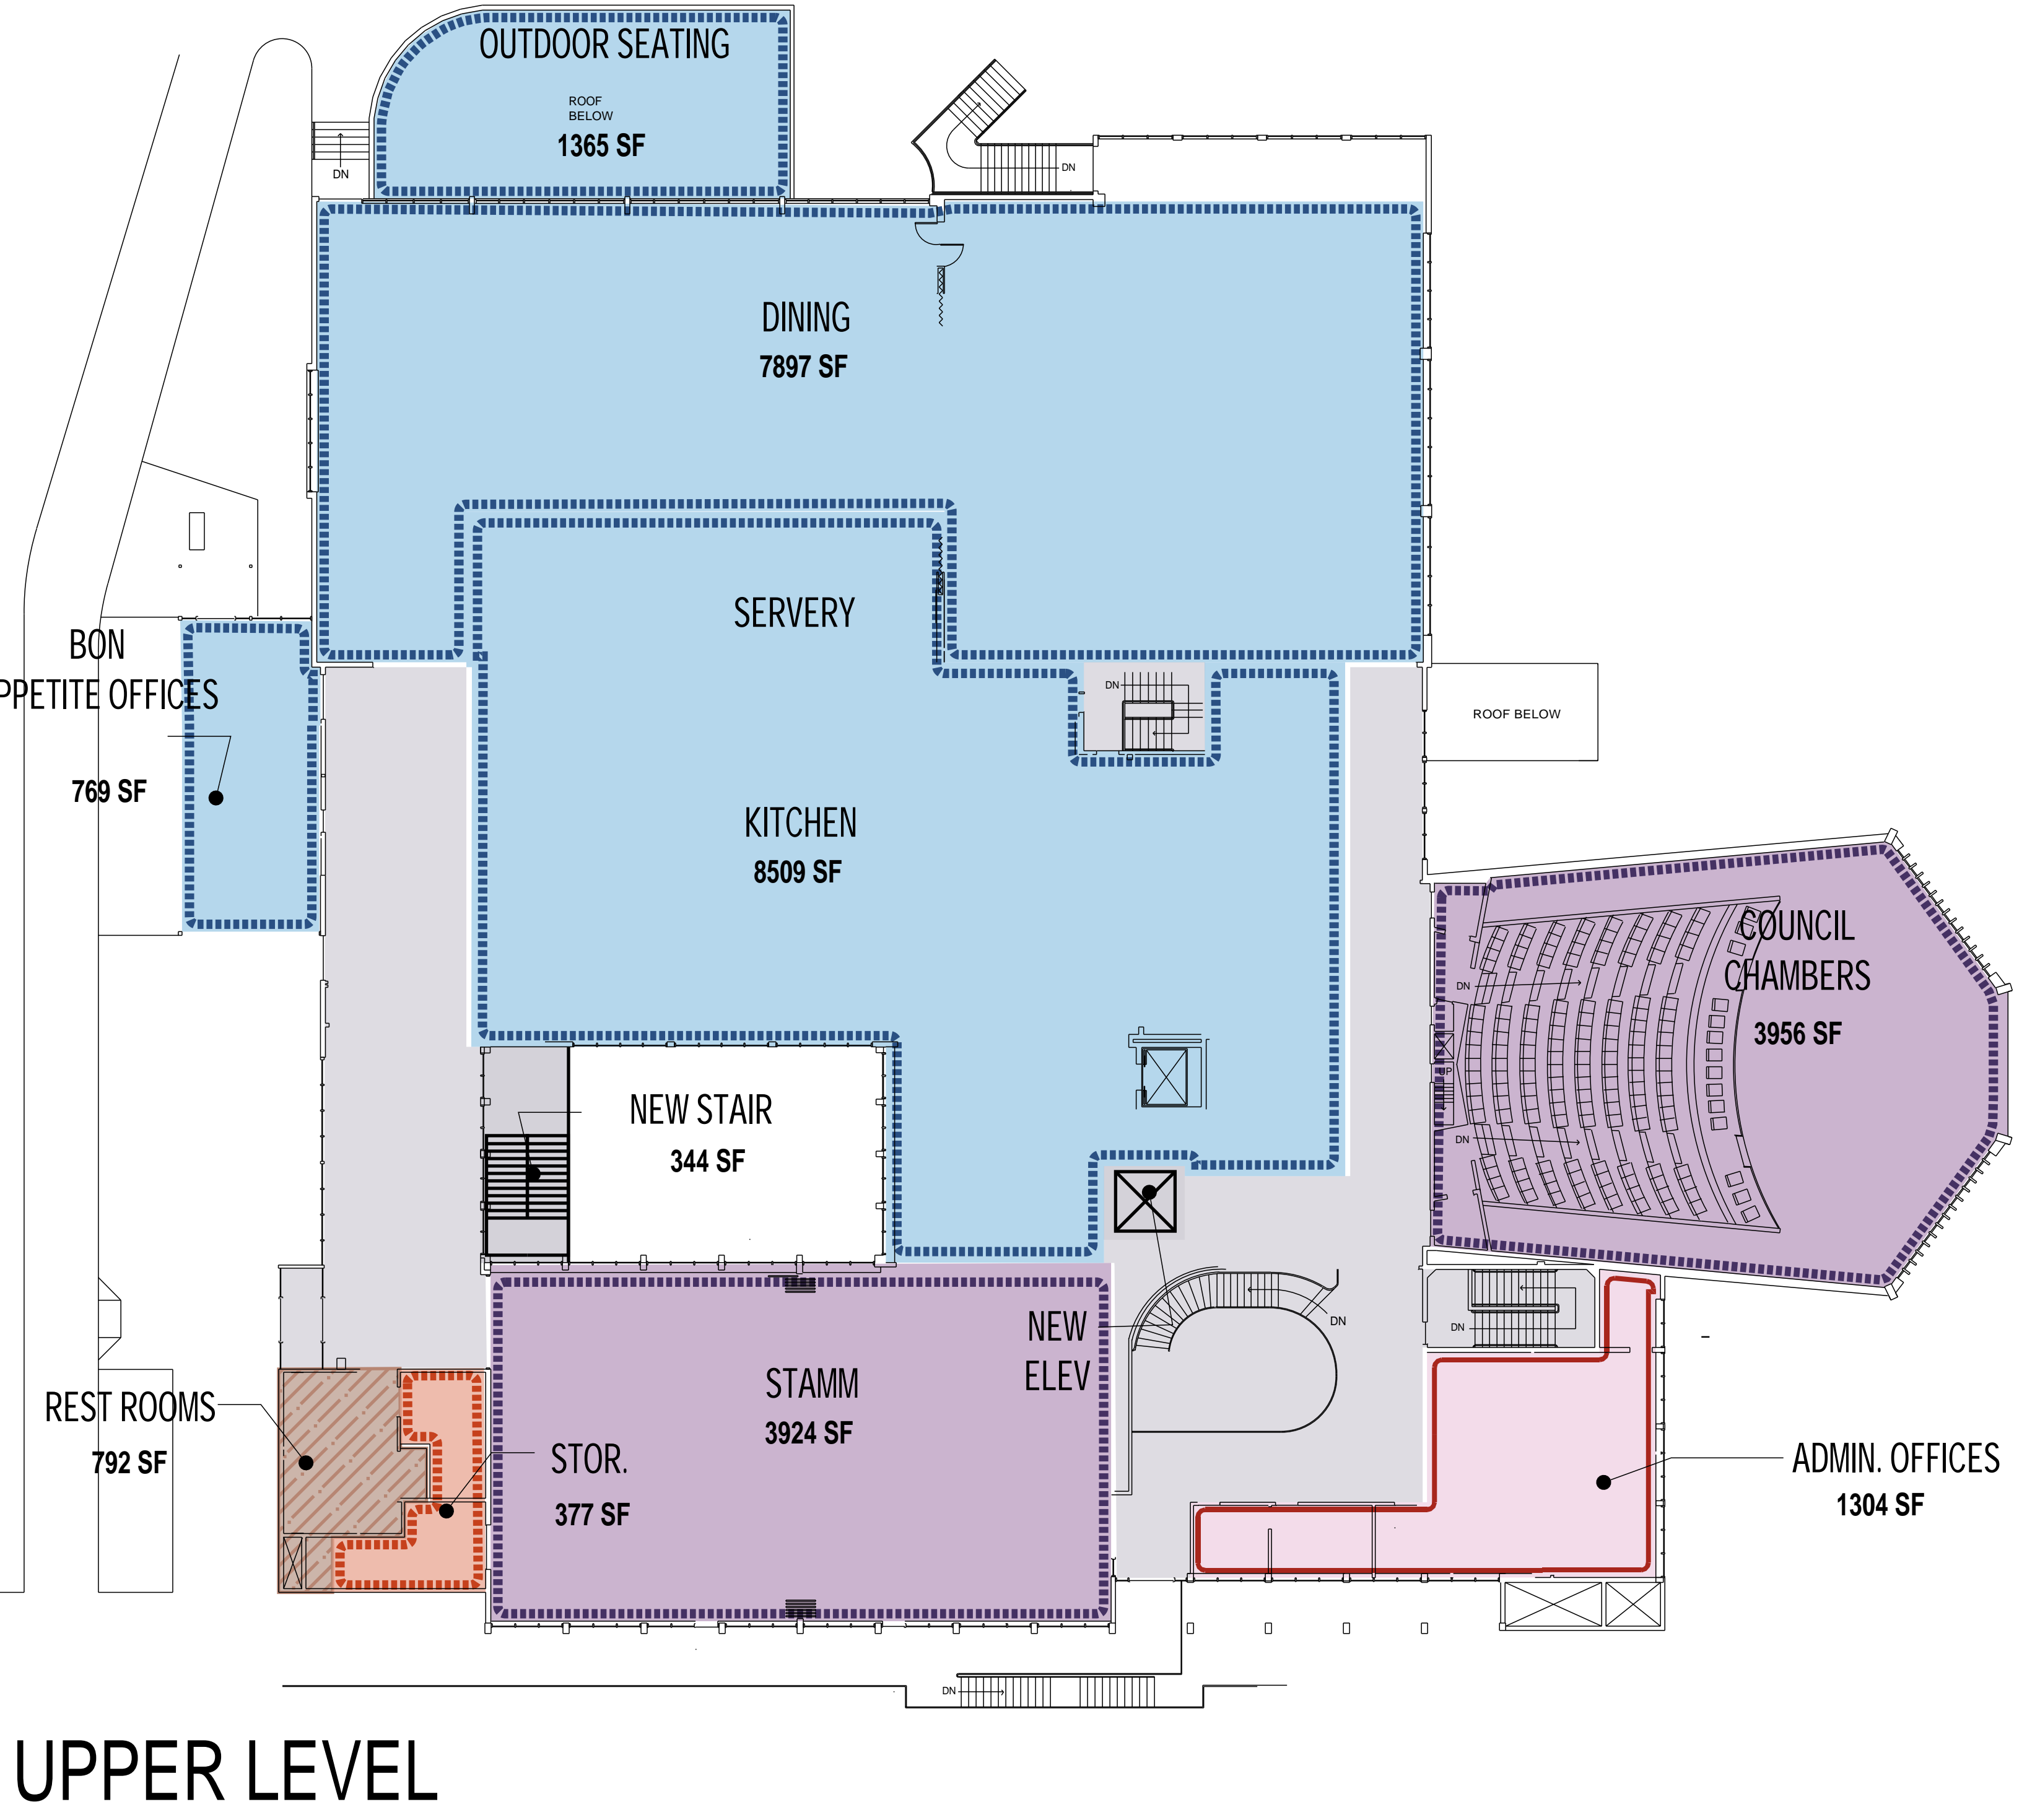 OUTDOOR SEATING
ROOF
BELOW
1365 SF
DN
DN
DINING
7897 SF
SERVERY
BON
PPETITE OFFICES
769 SF
DN
ROOF BELOW
KITCHEN
8509 SF
COUNCIL
CHAMBERS
3956 SF
DN
UP
DN
NEW STAIR
344 SF
NEW
ELEV
DN
DN
STAMM
3924 SF
REST ROOMS
792 SF
STOR.
377 SF
ADMIN. OFFICES
1304 SF
DN
UPPER LEVEL